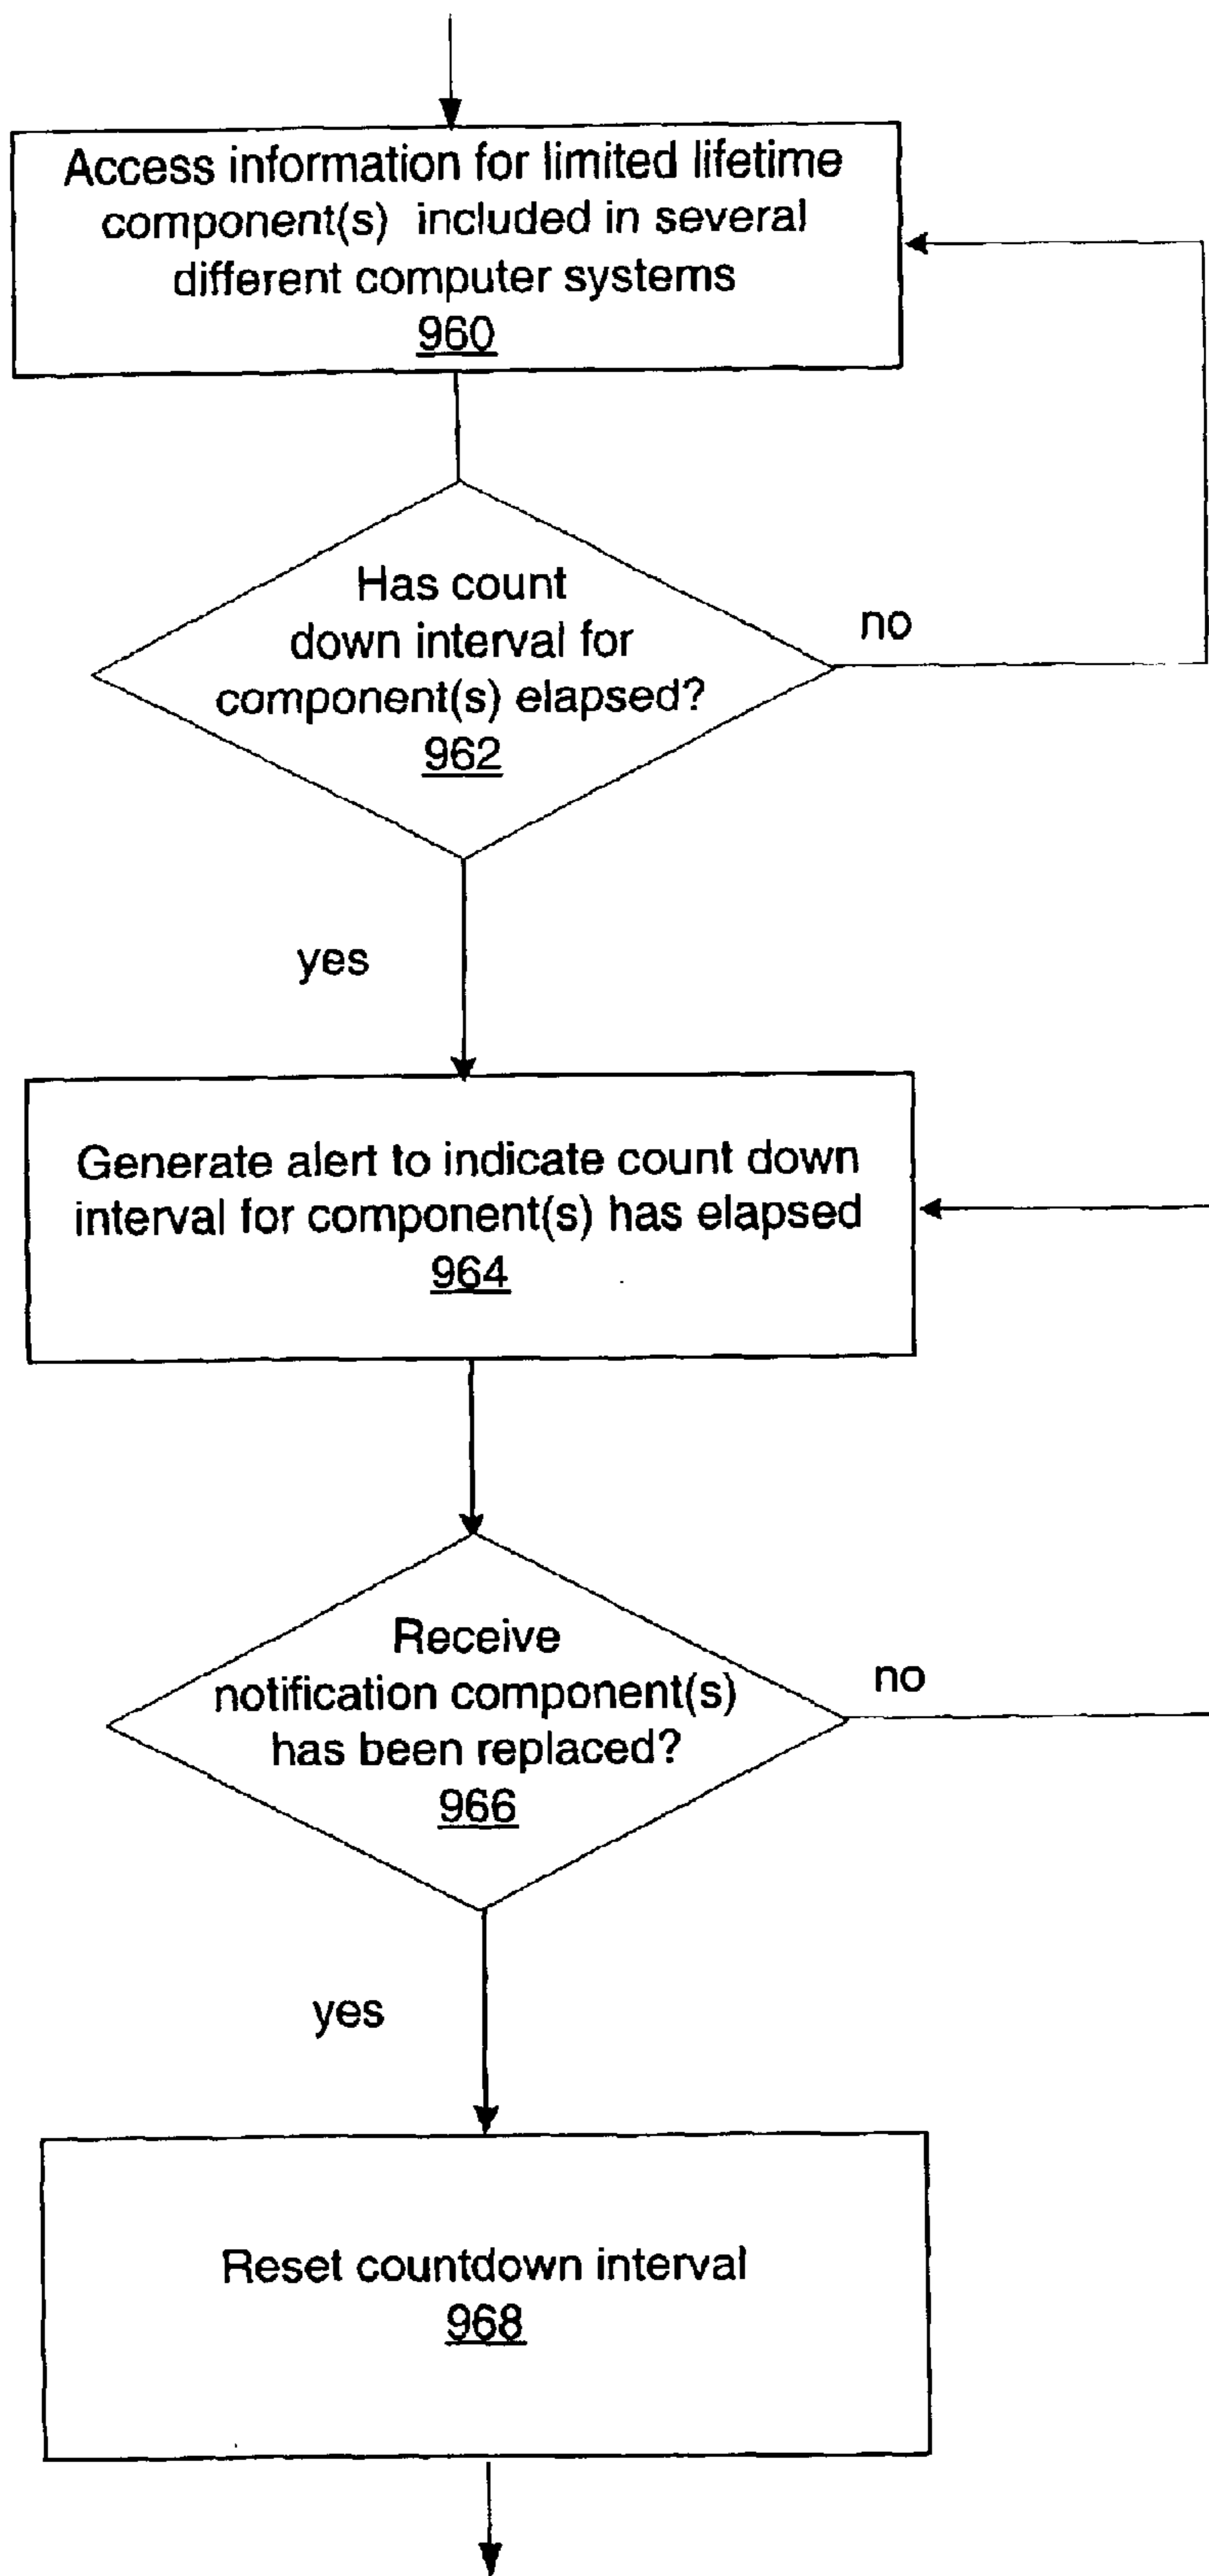 Access information for limited lifetime
component(s) included in several
different computer systems
960
Has count
down interval for
component(s) elapsed?
962
no
yes
Generate alert to indicate count down
interval for component(s) has elapsed
964
Receive
notification component(s)
has been replaced?
966
no
yes
Reset countdown interval
968